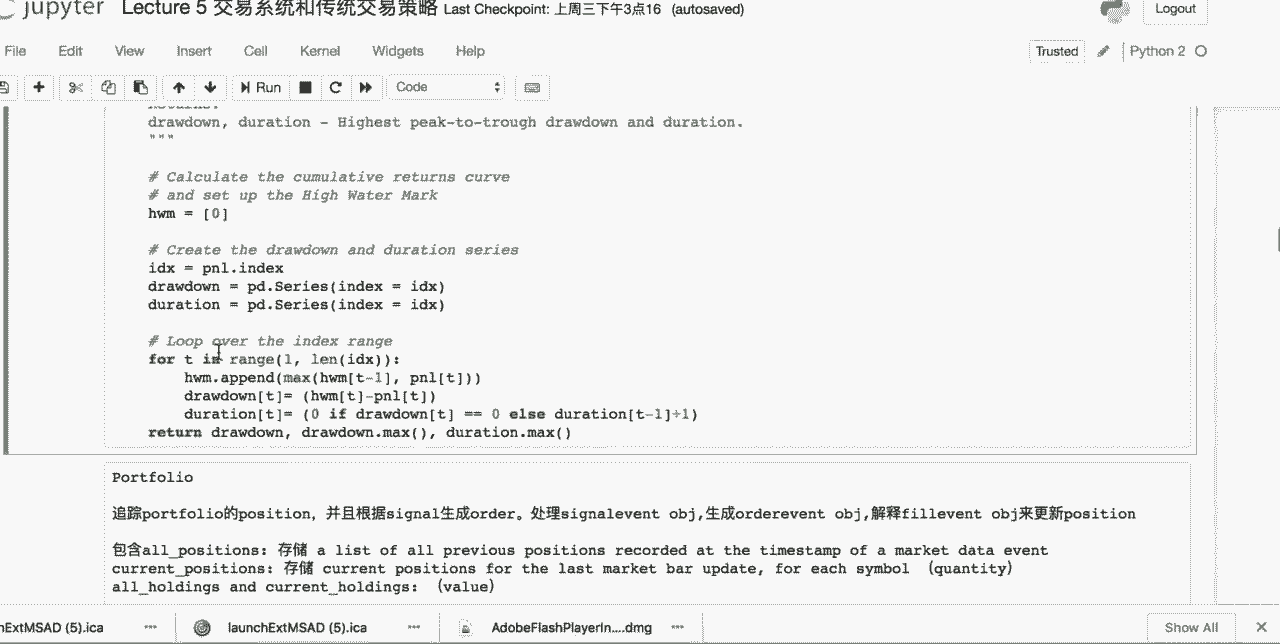 jupyter Lecture 5 交易系统和传统交易策略 Last Checkpoint: 上周三下午3点16 (autosaved) Logout
File Edit View Insert Cell Kernel Widgets Help Trusted Python 2
Run Code
Returns:
drawdown, duration - Highest peak-to-trough drawdown and duration.
"""
# Calculate the cumulative returns curve
# and set up the High Water Mark
hwm = [0]
# Create the drawdown and duration series
idx = pnl.index
drawdown = pd.Series(index = idx)
duration = pd.Series(index = idx)
# Loop over the index range
for t in range(1, len(idx)):
hwm.append(max(hwm[t-1], pnl[t]))
drawdown[t]= (hwm[t]-pnl[t])
duration[t]= (0 if drawdown[t] == 0 else duration[t-1]+1)
return drawdown, drawdown.max(), duration.max()
Portfolio
追踪portfolio的position，并且根据signal生成order。处理signalevent obj,生成orderevent obj,解释fillevent obj来更新position
包含all_positions: 存储 a list of all previous positions recorded at the timestamp of a market data event
current_positions: 存储 current positions for the last market bar update, for each symbol （quantity）
all_holdings and current_holdings: （value）
nExtMSAD (5).ica launchExtMSAD (5).ica AdobeFlashPlayerIn....dmg Show All